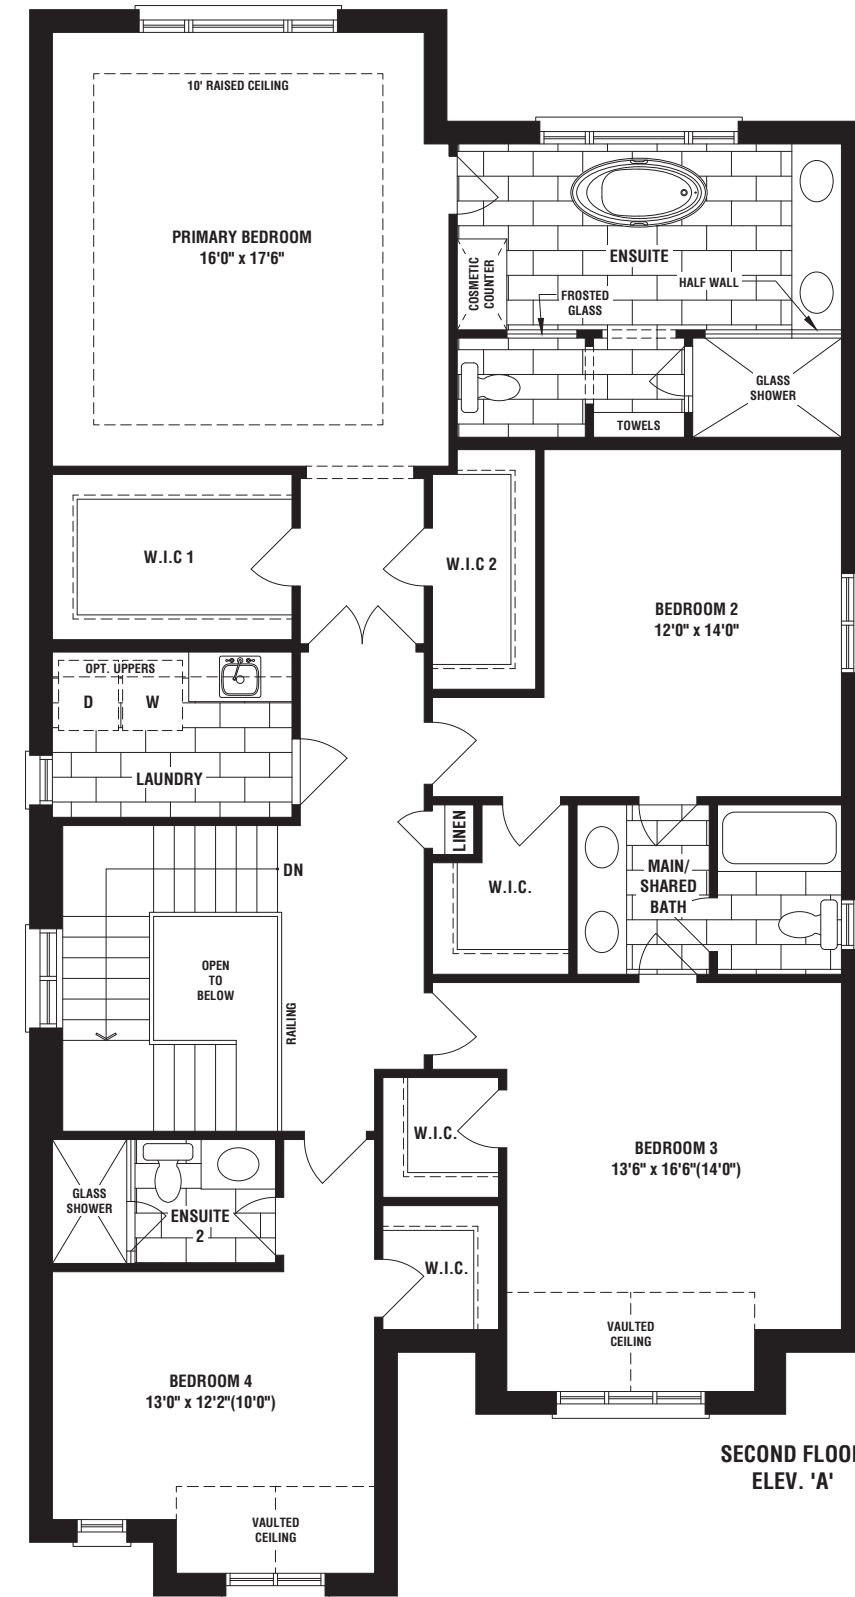 10' RAISED CEILING
PRIMARY BEDROOM
16'0" x 17'6"
ENSUITE
COSMETIC
COUNTER
FROSTED
GLASS
HALF WALL
GLASS
SHOWER
TOWELS
W.I.C 1
W.I.C 2
BEDROOM 2
12'0" x 14'0"
OPT. UPPERS
D
W
LAUNDRY
LINEN
W.I.C.
MAIN/
SHARED
BATH
DN
OPEN
TO
BELOW
RAILING
W.I.C.
BEDROOM 3
13'6" x 16'6"(14'0")
GLASS
SHOWER
ENSUITE
2
W.I.C.
VAULTED
CEILING
BEDROOM 4
13'0" x 12'2"(10'0")
VAULTED
CEILING
SECOND FLOOR
ELEV. 'A'